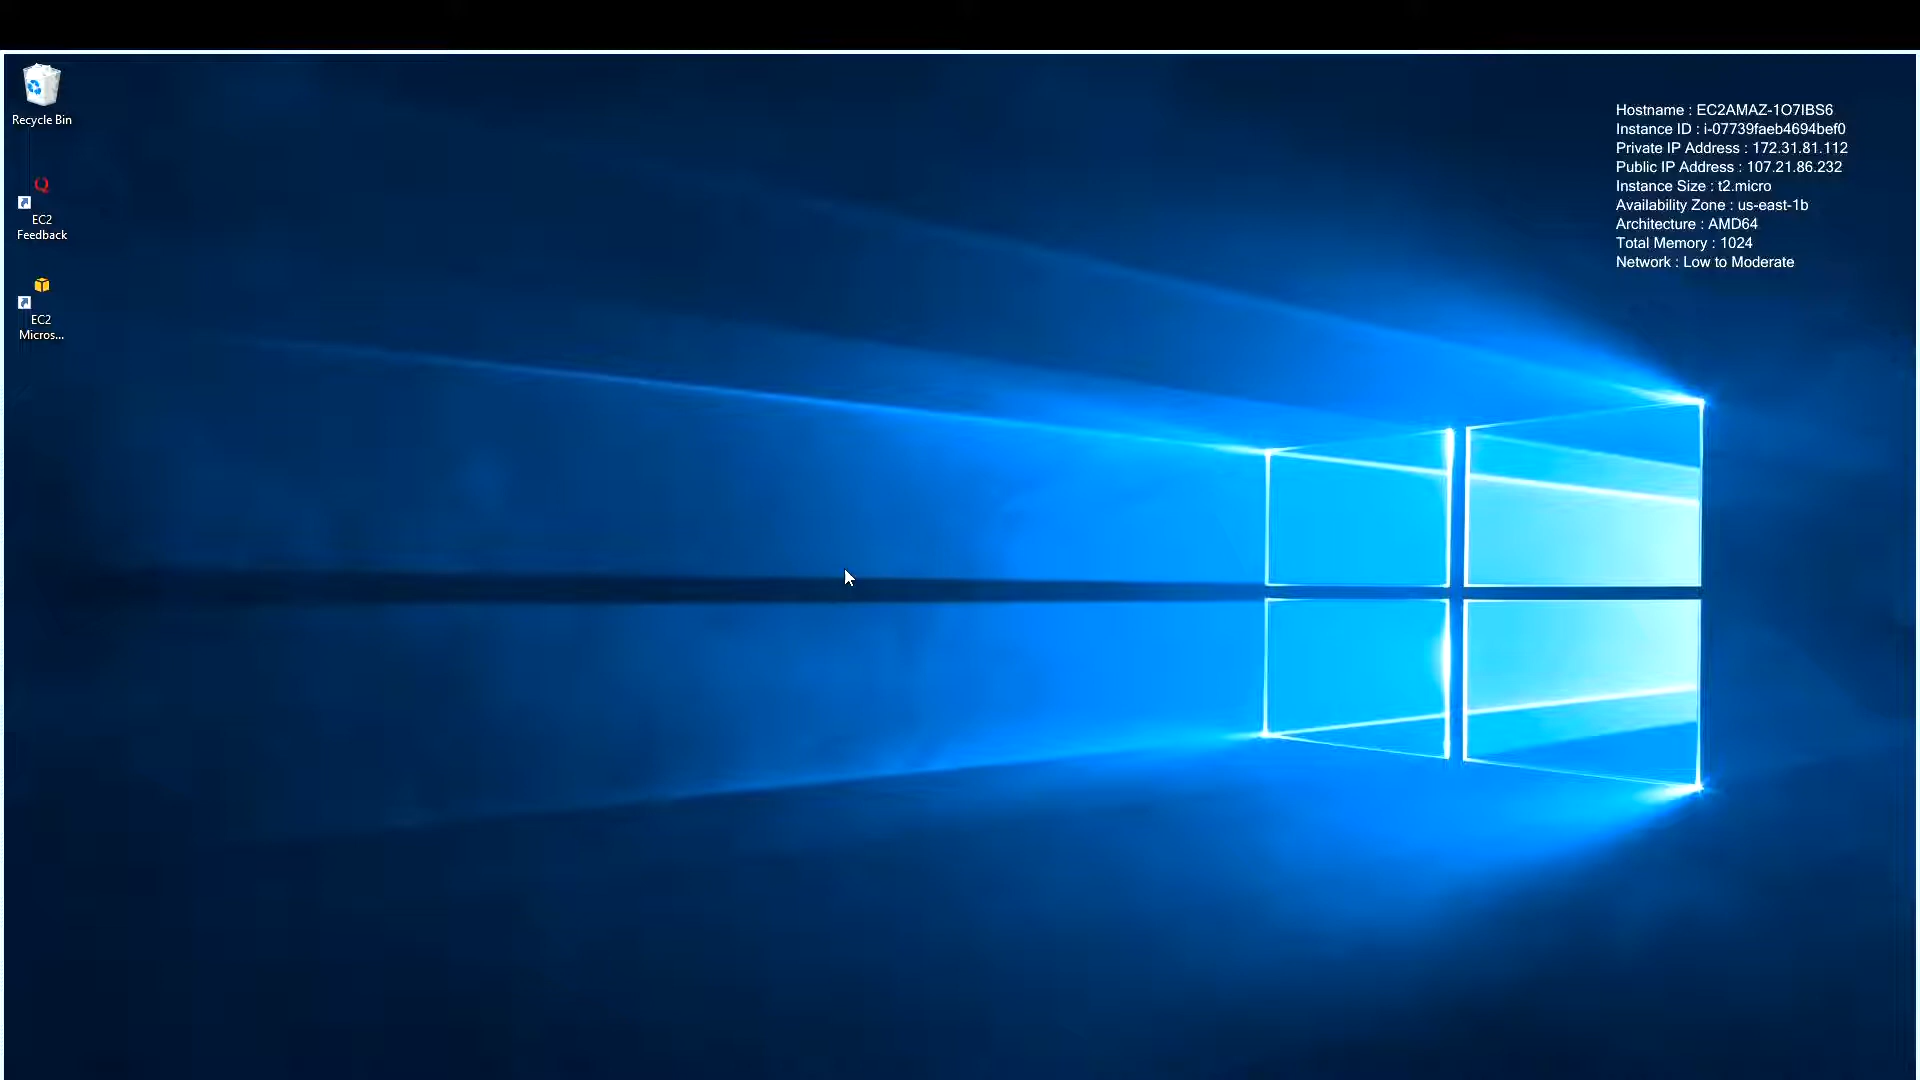 Recycle Bin
EC2
Feedback
EC2
Micros...
Hostname : EC2AMAZ-1O7IBS6
Instance ID : i-07739faeb4694bef0
Private IP Address : 172.31.81.112
Public IP Address : 107.21.86.232
Instance Size : t2.micro
Availability Zone : us-east-1b
Architecture : AMD64
Total Memory : 1024
Network : Low to Moderate